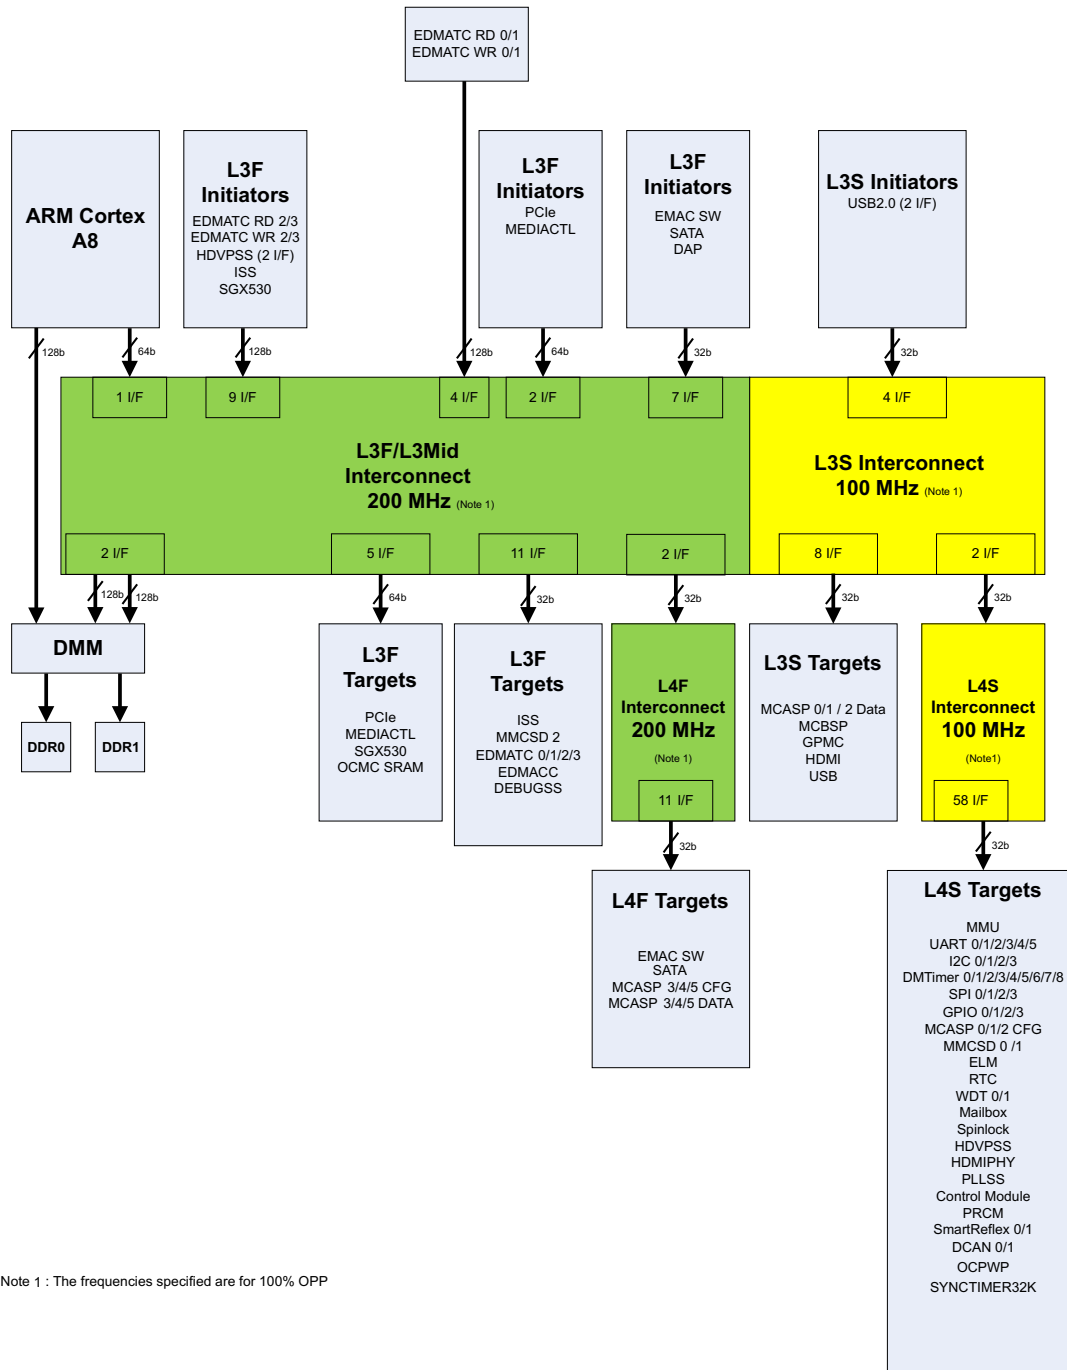 EDMATC RD 0/1
EDMATC WR 0/1
ARM Cortex
A8
L3F
Initiators
EDMATC RD 2/3
EDMATC WR 2/3
HDVPSS (2 I/F)
ISS
SGX530
L3F
Initiators
PCIe
MEDIACTL
L3F
Initiators
EMAC SW
SATA
DAP
L3S Initiators
USB2.0 (2 I/F)
128b
64b
128b
128b
64b
32b
32b
1 I/F
9 I/F
4 I/F
2 I/F
7 I/F
4 I/F
L3F/L3Mid
Interconnect
200 MHz (Note 1)
L3S Interconnect
100 MHz (Note 1)
2 I/F
5 I/F
11 I/F
2 I/F
8 I/F
2 I/F
128b
128b
64b
32b
32b
32b
32b
DMM
DDR0
DDR1
L3F
Targets
PCIe
MEDIACTL
SGX530
OCMC SRAM
L3F
Targets
ISS
MMCSD 2
EDMATC 0/1/2/3
EDMACC
DEBUGSS
L4F
Interconnect
200 MHz
(Note 1)
11 I/F
L3S Targets
MCASP 0/1 / 2 Data
MCBSP
GPMC
HDMI
USB
L4S
Interconnect
100 MHz
(Note1)
58 I/F
32b
32b
L4F Targets
EMAC SW
SATA
MCASP 3/4/5 CFG
MCASP 3/4/5 DATA
L4S Targets
MMU
UART 0/1/2/3/4/5
I2C 0/1/2/3
DMTimer 0/1/2/3/4/5/6/7/8
SPI 0/1/2/3
GPIO 0/1/2/3
MCASP 0/1/2 CFG
MMCSD 0 /1
ELM
RTC
WDT 0/1
Mailbox
Spinlock
HDVPSS
HDMIPHY
PLLSS
Control Module
PRCM
SmartReflex 0/1
DCAN 0/1
OCPWP
SYNCTIMER32K
Note 1 : The frequencies specified are for 100% OPP